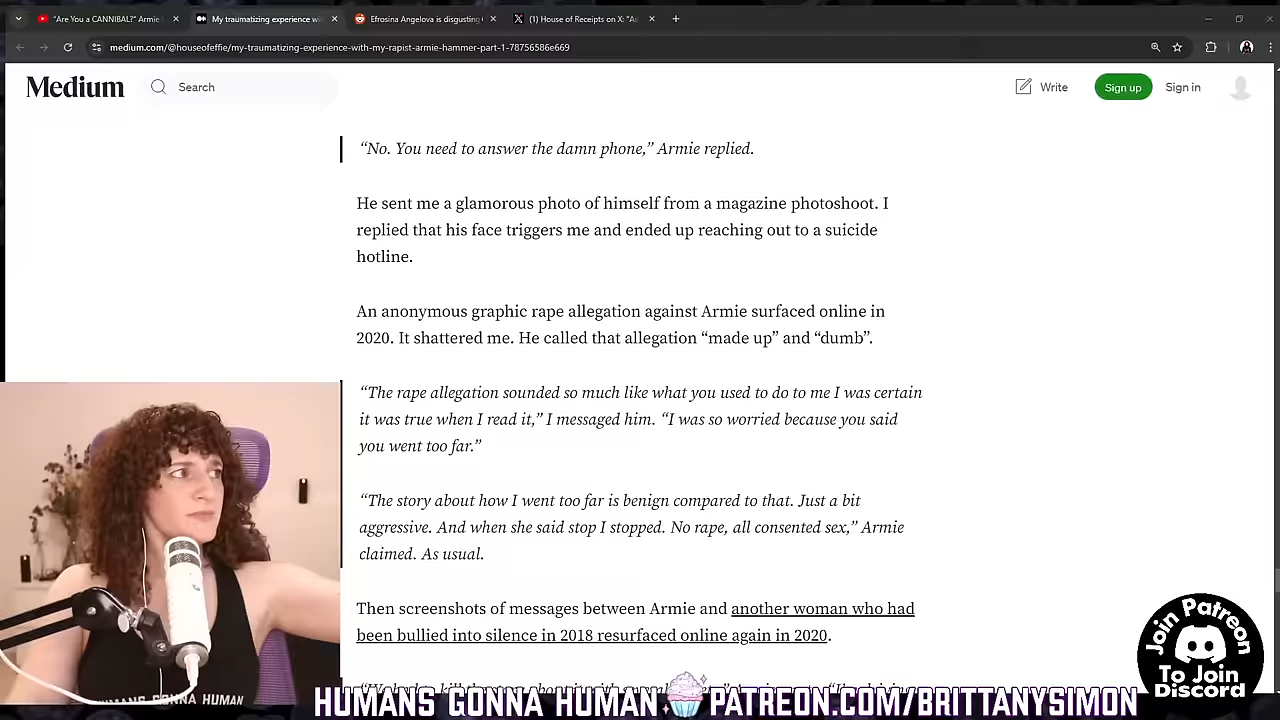 "Are You a CANNIBAL?" Armie
My traumatizing experience wi
Efrosina Angelova is disgusting
(1) House of Receipts on X: "As
medium.com/@houseofeffie/my-traumatizing-experience-with-my-rapist-armie-hammer-part-1-78756586e669
Medium
Search
Write
Sign up
Sign in
“No. You need to answer the damn phone,” Armie replied.
He sent me a glamorous photo of himself from a magazine photoshoot. I
replied that his face triggers me and ended up reaching out to a suicide
hotline.
An anonymous graphic rape allegation against Armie surfaced online in
2020. It shattered me. He called that allegation “made up” and “dumb”.
“The rape allegation sounded so much like what you used to do to me I was certain
it was true when I read it,” I messaged him. “I was so worried because you said
you went too far.”
“The story about how I went too far is benign compared to that. Just a bit
aggressive. And when she said stop I stopped. No rape, all consented sex,” Armie
claimed. As usual.
Then screenshots of messages between Armie and another woman who had
been bullied into silence in 2018 resurfaced online again in 2020.
GONNA HUMAN
Join Patreon
To Join
Discord
HUMANS GONNA HUMAN PATREON.COM/BRITTANYSIMON